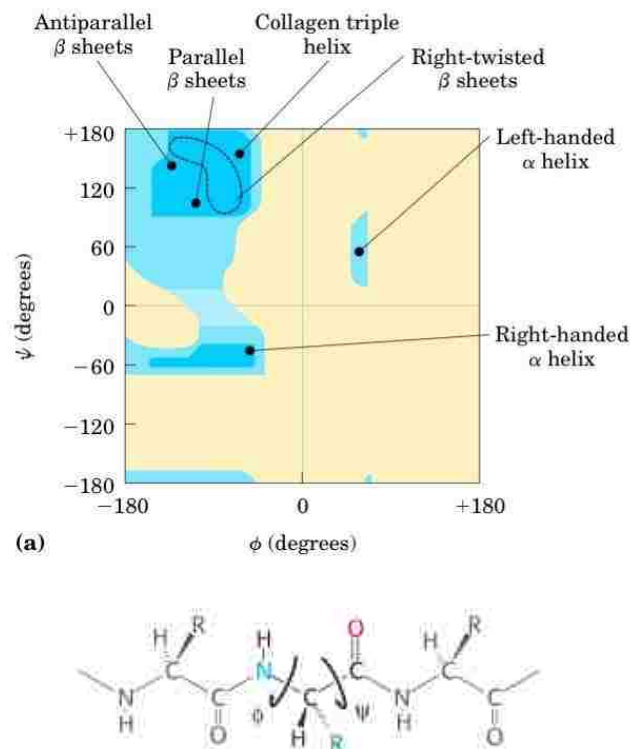 Antiparallel
β sheets
Parallel
β sheets
Collagen triple
helix
Right-twisted
β sheets
+180
120
60
0
−60
−120
−180
ψ (degrees)
Left-handed
α helix
Right-handed
α helix
−180
0
+180
(a)
ϕ (degrees)
H
R
H
O
H
R
C
N
C
N
C
C
C
N
C
H
O
ϕ
H
R
ψ
H
O